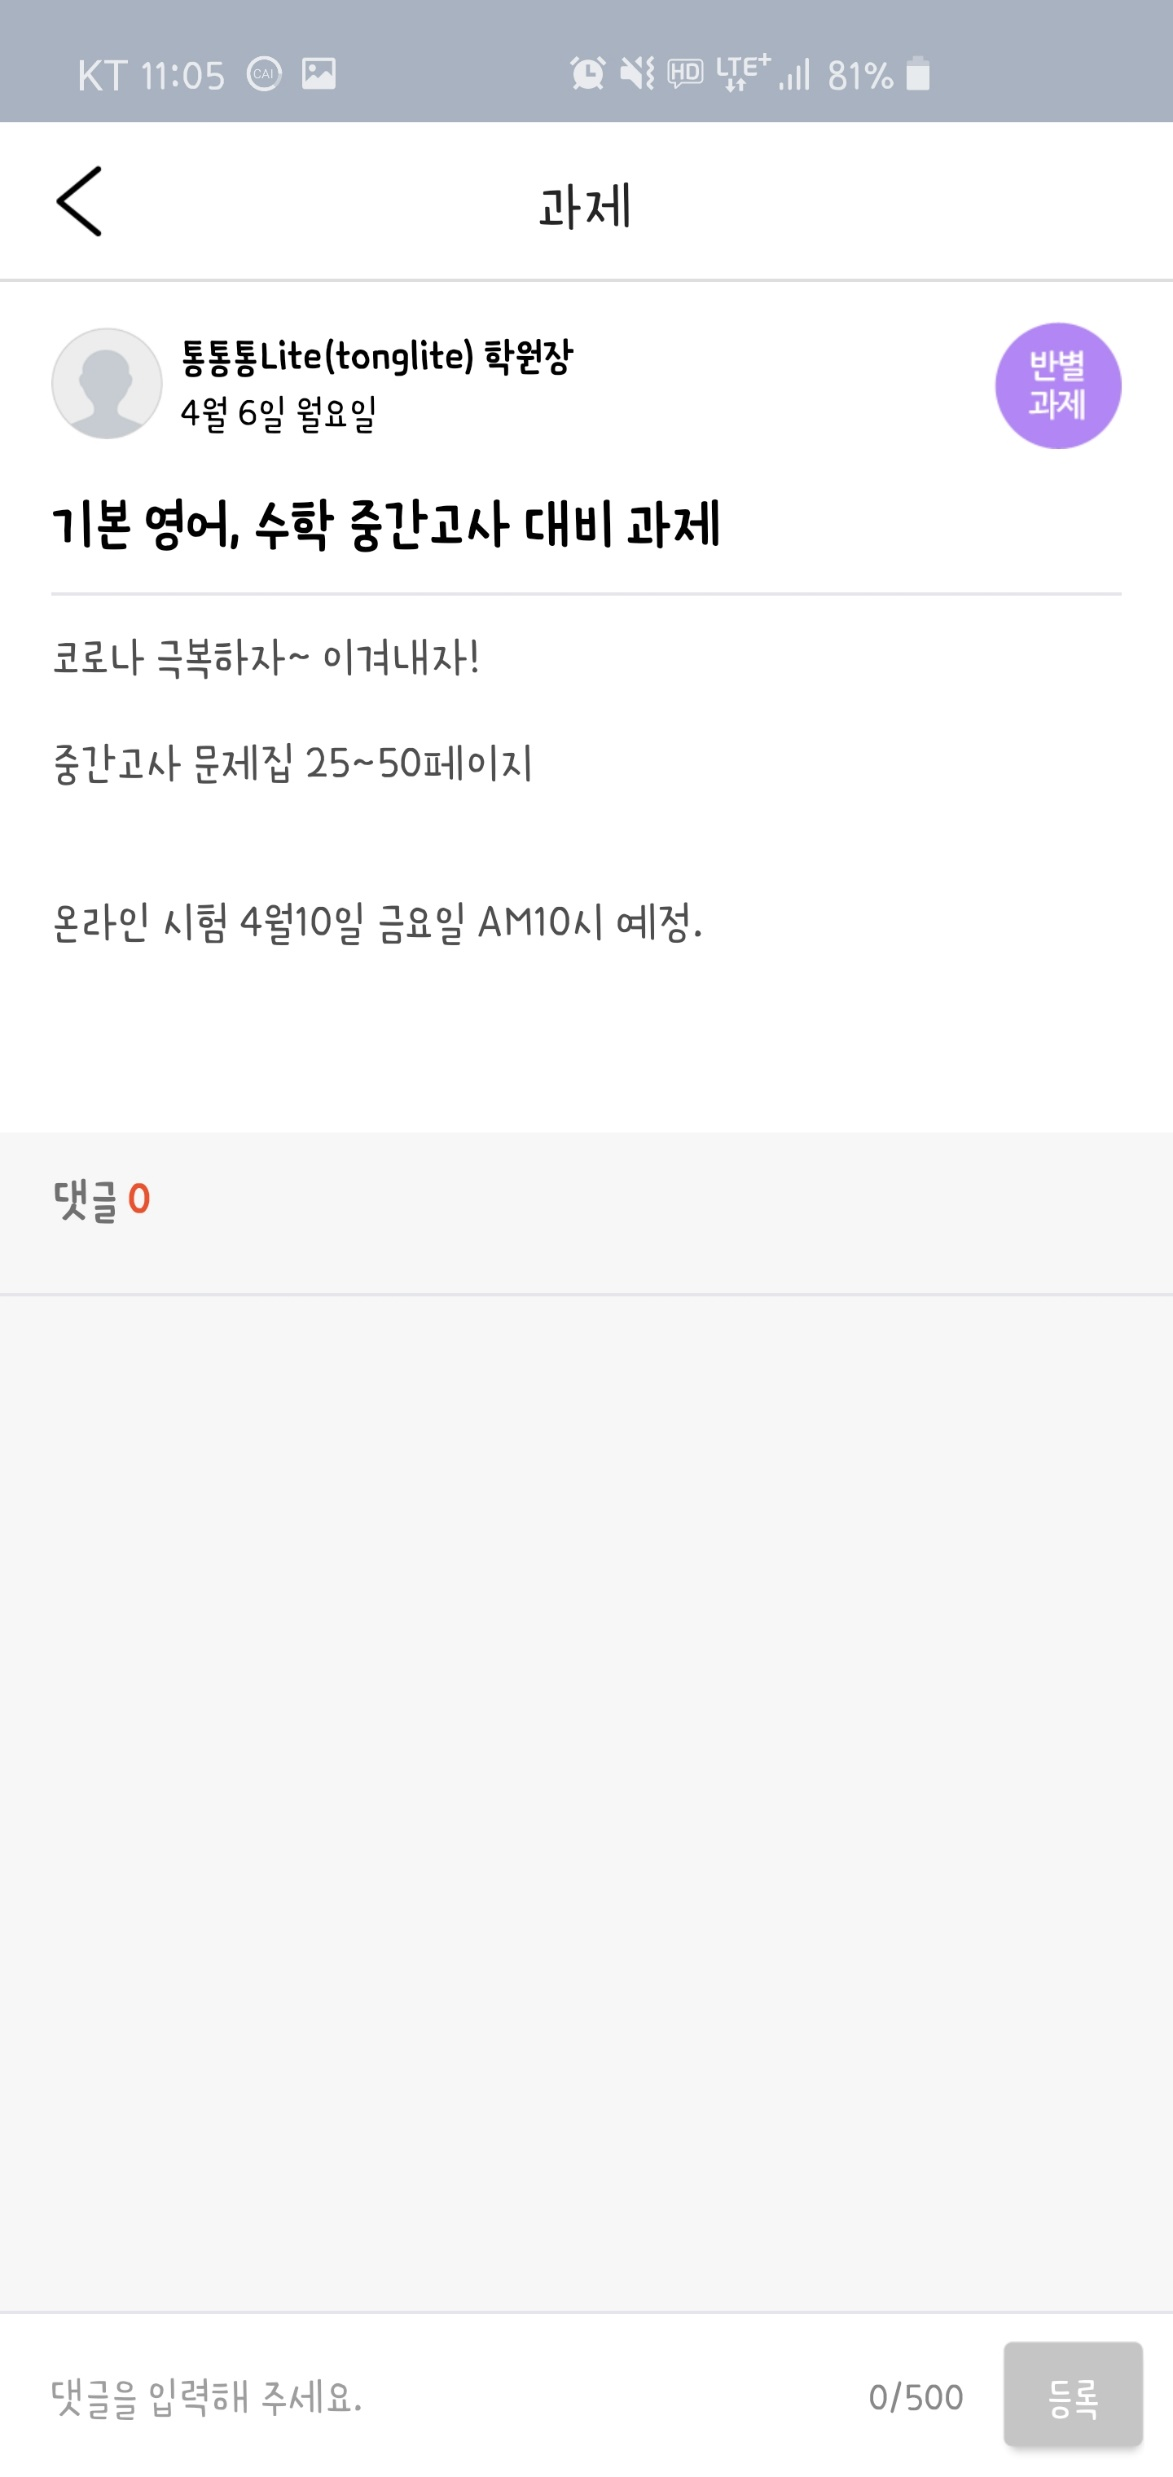 KT 11:05 CAI HD LTE+ 81%
과제
통통통Lite(tonglite) 학원장
4월 6일 월요일
반별
과제
기본 영어, 수학 중간고사 대비 과제
코로나 극복하자~ 이겨내자!
중간고사 문제집 25~50페이지
온라인 시험 4월10일 금요일 AM10시 예정.
댓글 0
댓글을 입력해 주세요. 0/500 등록